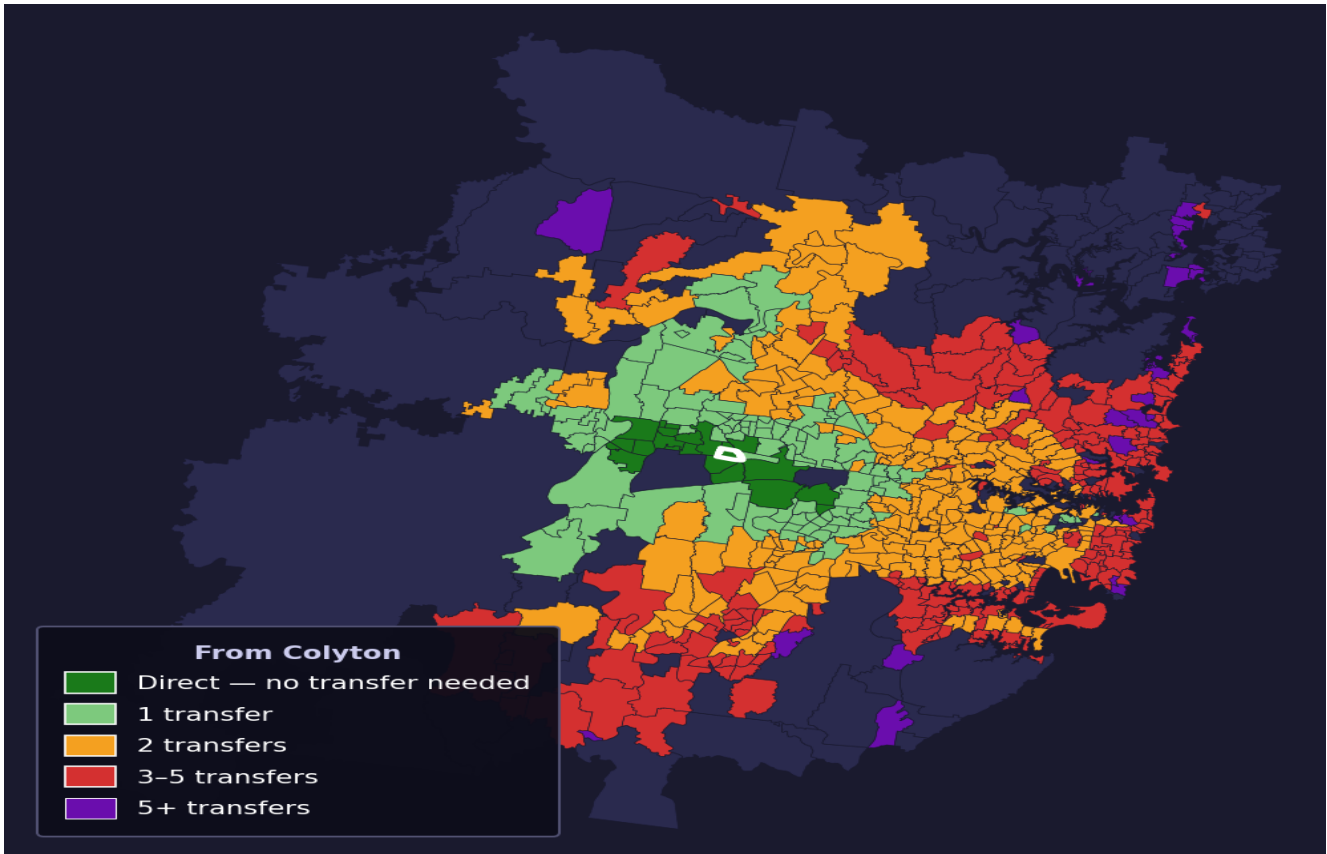 From Colyton
Direct — no transfer needed
1 transfer
2 transfers
3–5 transfers
5+ transfers